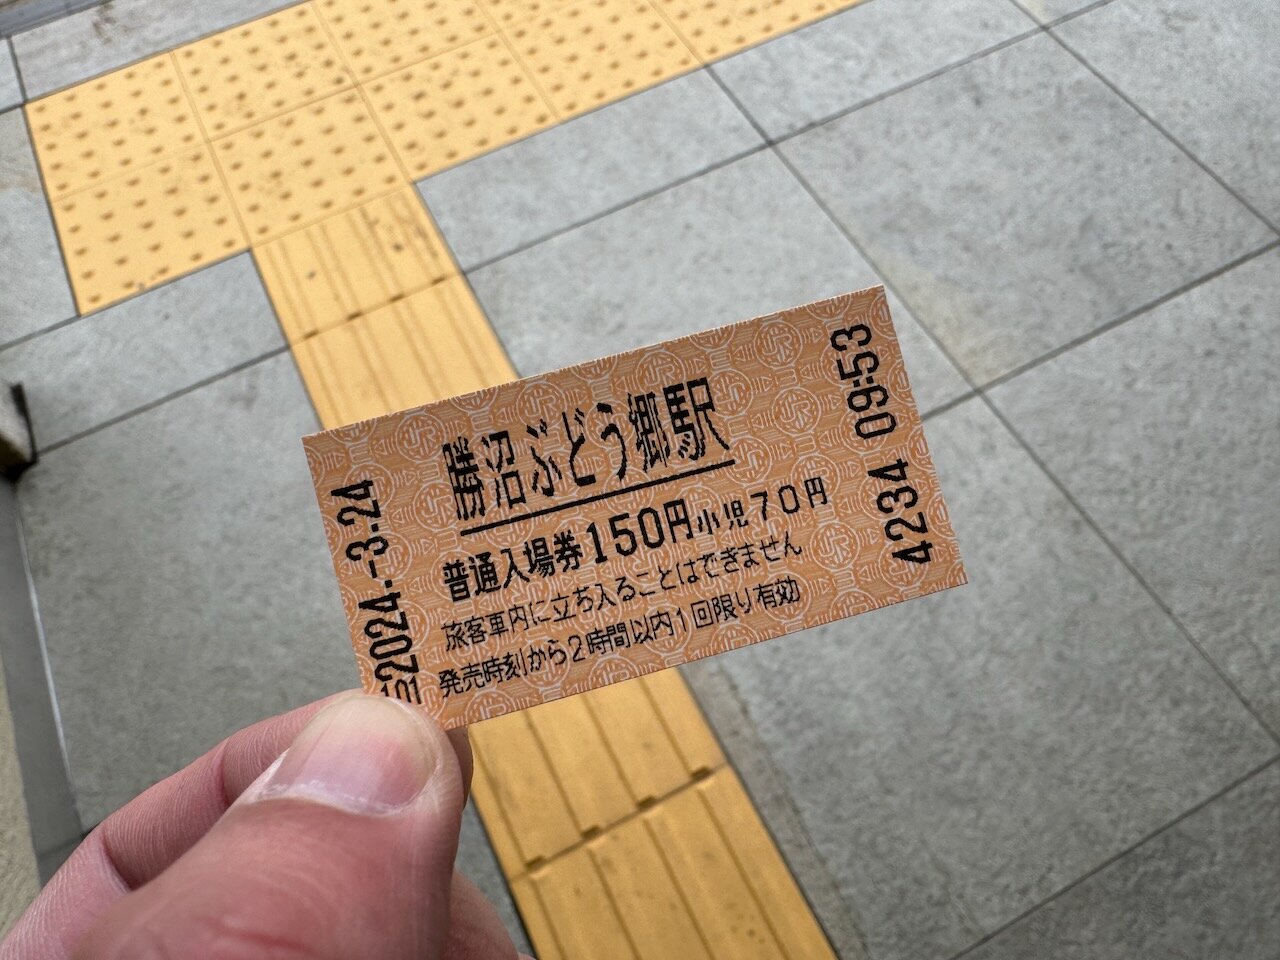 勝沼ぶどう郷駅
普通入場券150円小児70円
旅客車内に立ち入ることはできません
発売時刻から2時間以内1回限り有効
2024.-3.24
4234 09:53